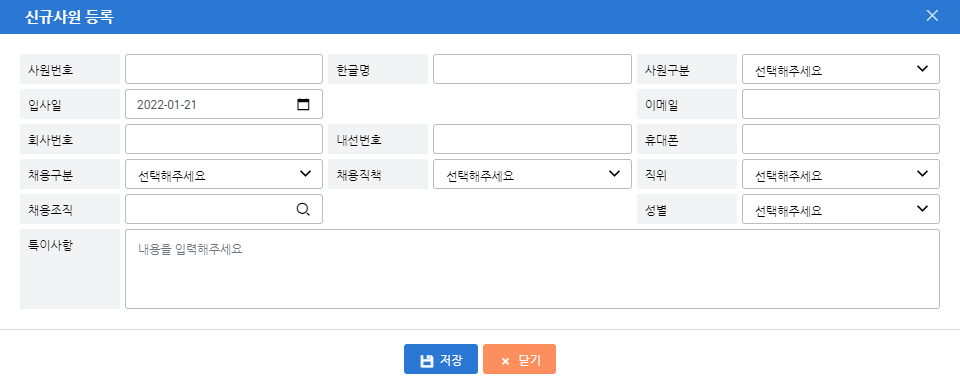 신규사원 등록
사원번호 한글명 사원구분 선택해주세요
입사일 2022-01-21 이메일
회사번호 내선번호 휴대폰
채용구분 선택해주세요 채용직책 선택해주세요 직위 선택해주세요
채용조직 성별 선택해주세요
특이사항 내용을 입력해주세요
저장 닫기